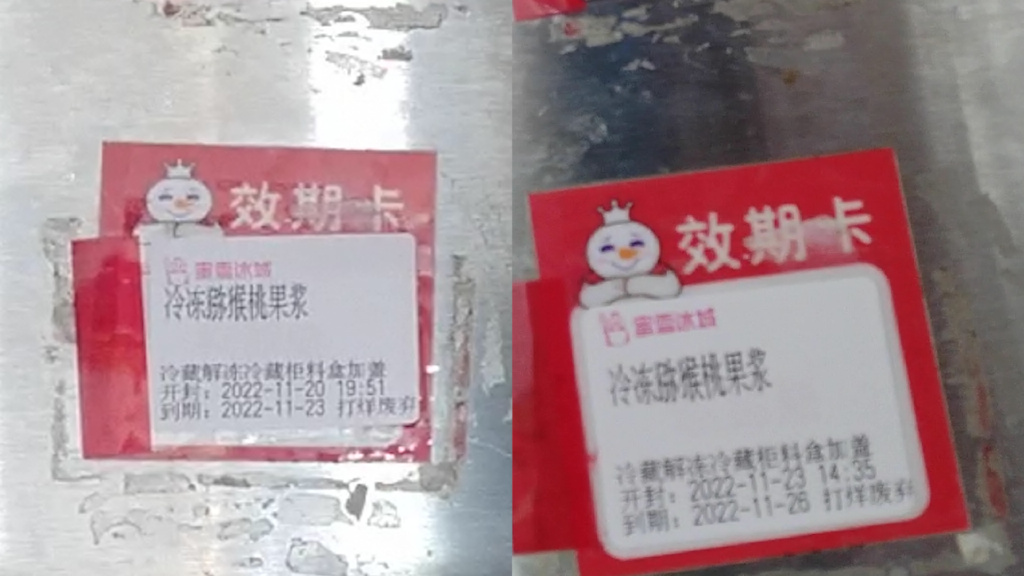 效期卡
蜜雪冰城
冷冻猕猴桃果浆
冷藏解冻冷藏柜料盒加盖
开封：2022-11-20 19:51
到期：2022-11-23 打烊废弃
效期卡
蜜雪冰城
冷冻猕猴桃果浆
冷藏解冻冷藏柜料盒加盖
开封：2022-11-23 14:35
到期：2022-11-26 打烊废弃